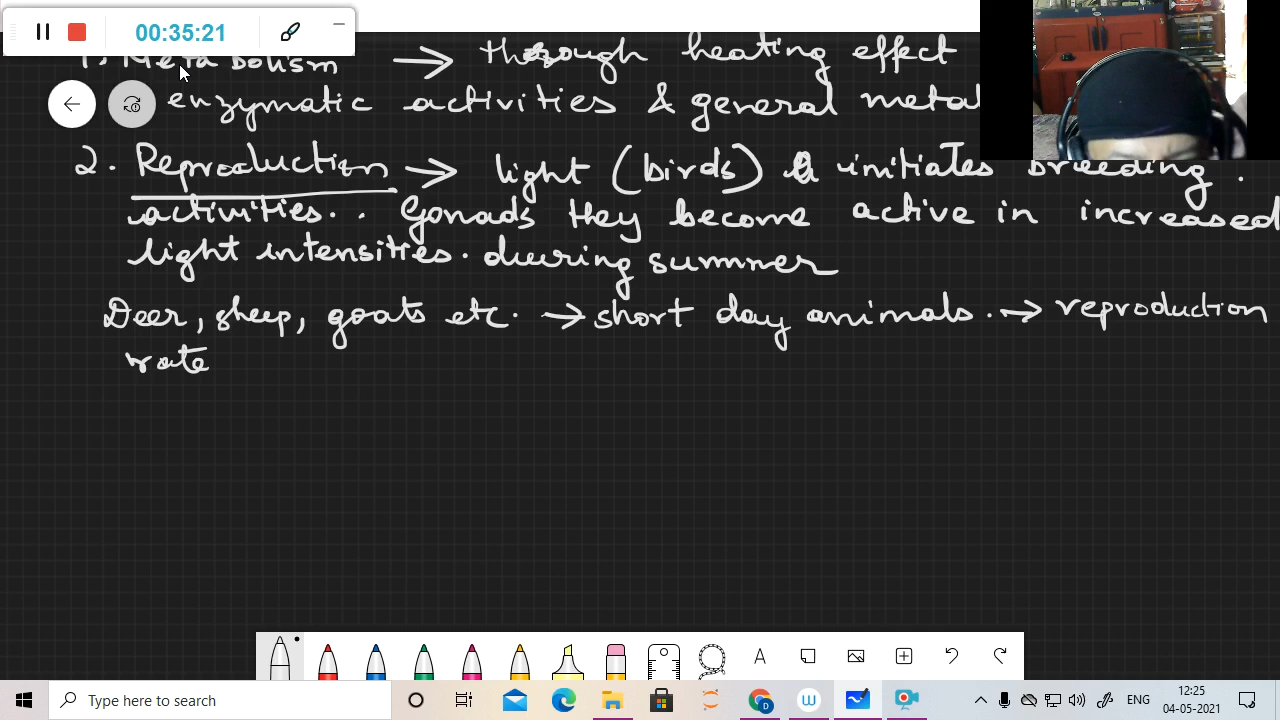 00:35:21
1. Metabolism → through heating effect
enzymatic activities & general metal
2. Reproduction → light (birds) initiates breeding.
activities.. Gonads they become active in increased
light intensities. during summer
Deer, sheep, goats etc. → short day animals. → reproduction
rate
A
Type here to search
ENG
12:25
04-05-2021